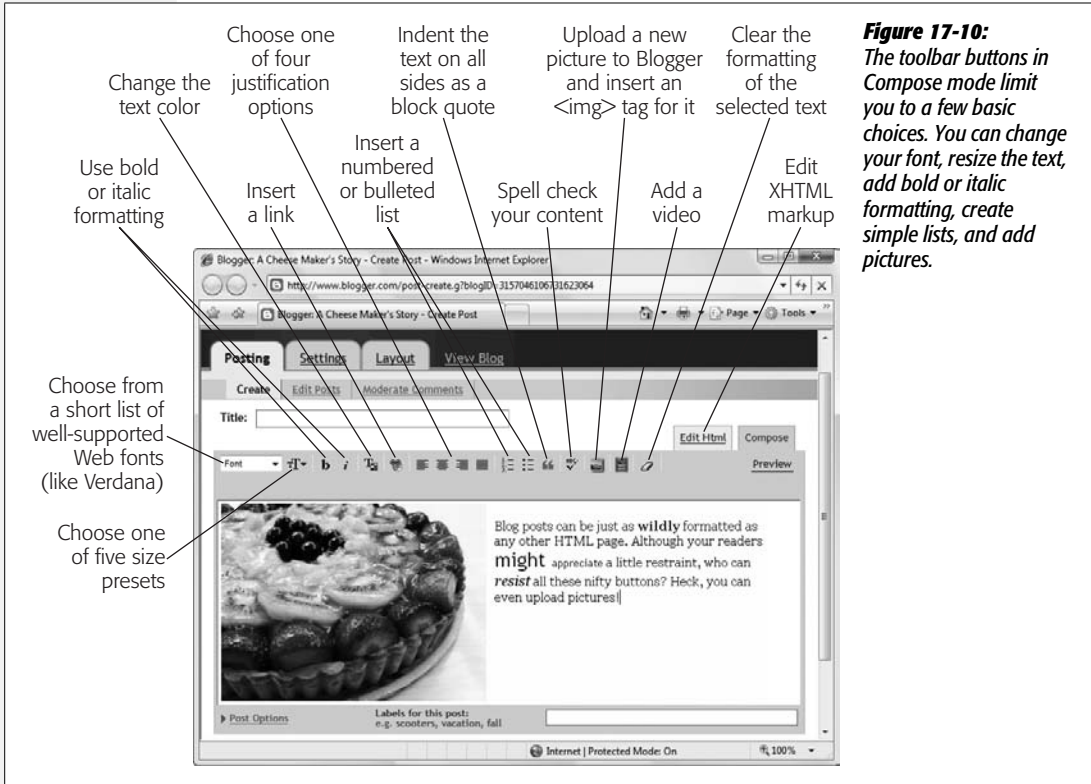 Choose one
of four
justification
options
Indent the
text on all
sides as a
block quote
Upload a new
picture to Blogger
and insert an
<img> tag for it
Clear the
formatting
of the
selected text
Change the
text color
Insert a
numbered
or bulleted
list
Use bold
or italic
formatting
Insert
a link
Spell check
your content
Add a
video
Edit
XHTML
markup
Figure 17-10:
The toolbar buttons in
Compose mode limit
you to a few basic
choices. You can change
your font, resize the text,
add bold or italic
formatting, create
simple lists, and add
pictures.
Blogger: A Cheese Maker's Story - Create Post - Windows Internet Explorer
http://www.blogger.com/post-create.g?blogID=3157046106731623064
Blogger: A Cheese Maker's Story - Create Post
Page
Tools
Posting
Settings
Layout
View Blog
Create
Edit Posts
Moderate Comments
Title:
Edit Html
Compose
Font
b
i
ABC
Preview
Choose from
a short list of
well-supported
Web fonts
(like Verdana)
Choose one
of five size
presets
Blog posts can be just as wildly formatted as
any other HTML page. Although your readers
might appreciate a little restraint, who can
resist all these nifty buttons? Heck, you can
even upload pictures!
Post Options
Labels for this post:
e.g. scooters, vacation, fall
Internet | Protected Mode: On
100%